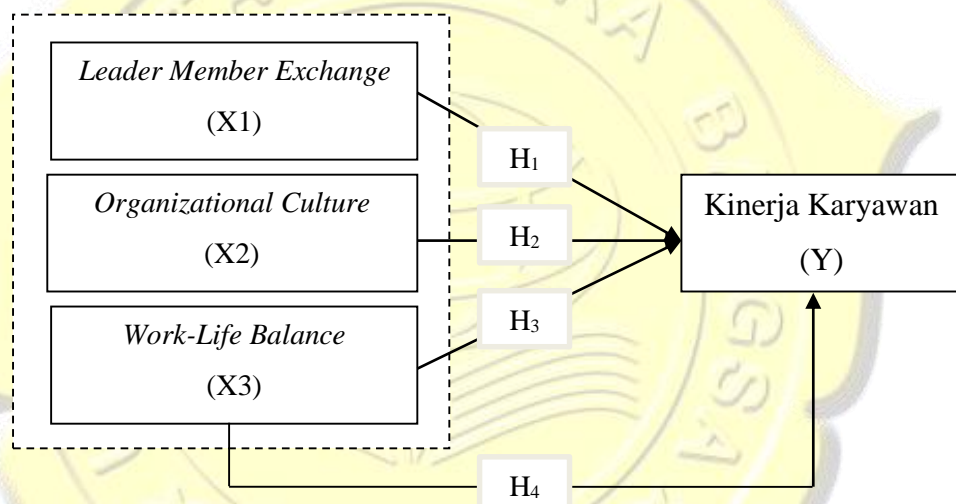 Leader Member Exchange
(X1)
H₁
Organizational Culture
(X2)
H₂
Kinerja Karyawan
(Y)
Work-Life Balance
(X3)
H₃
H₄